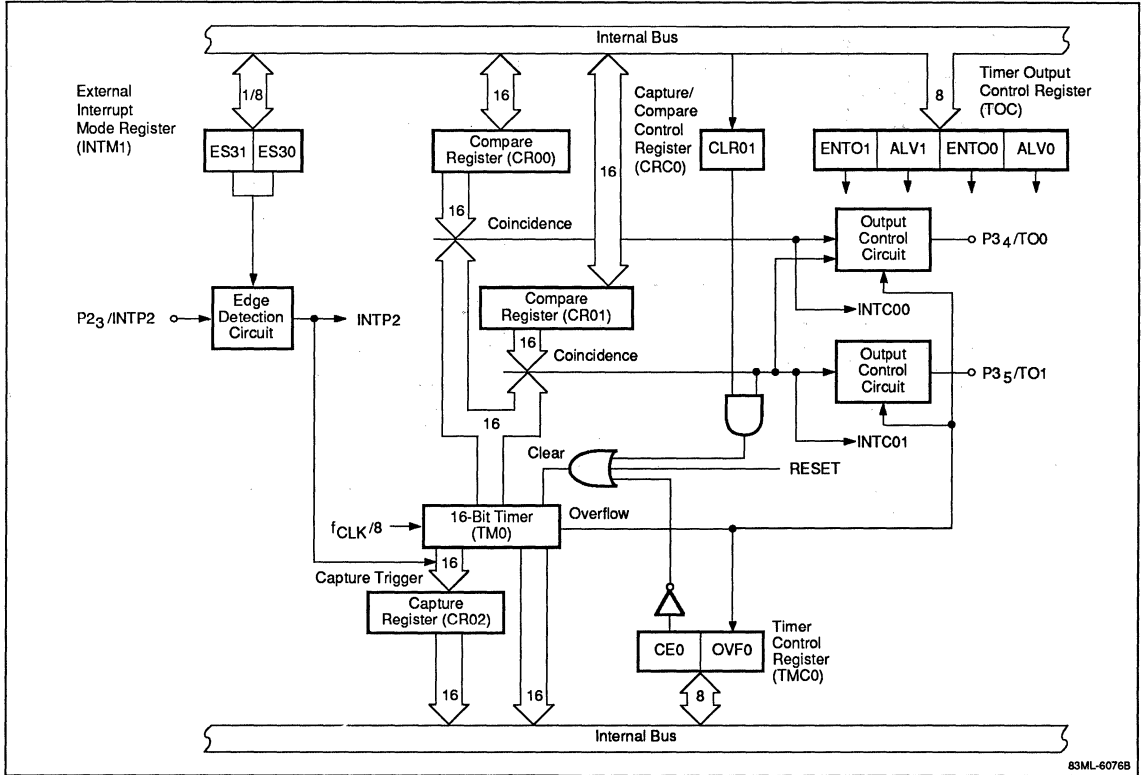 Internal Bus
External
Interrupt
Mode Register
(INTM1)
1/8
ES31 ES30
16
Compare
Register (CR00)
16
Capture/
Compare
Control
Register
(CRC0)
CLR01
8
Timer Output
Control Register
(TOC)
ENTO1 ALV1 ENTO0 ALV0
16
Coincidence
Output
Control
Circuit
P34/TO0
P23/INTP2
Edge
Detection
Circuit
INTP2
Compare
Register (CR01)
INTC00
16
Coincidence
Output
Control
Circuit
P35/TO1
16
INTC01
Clear
RESET
fCLK/8
16-Bit Timer
(TM0)
Overflow
16
Capture Trigger
Capture
Register (CR02)
CE0 OVF0
Timer
Control
Register
(TMC0)
16
16
8
Internal Bus
83ML-6076B